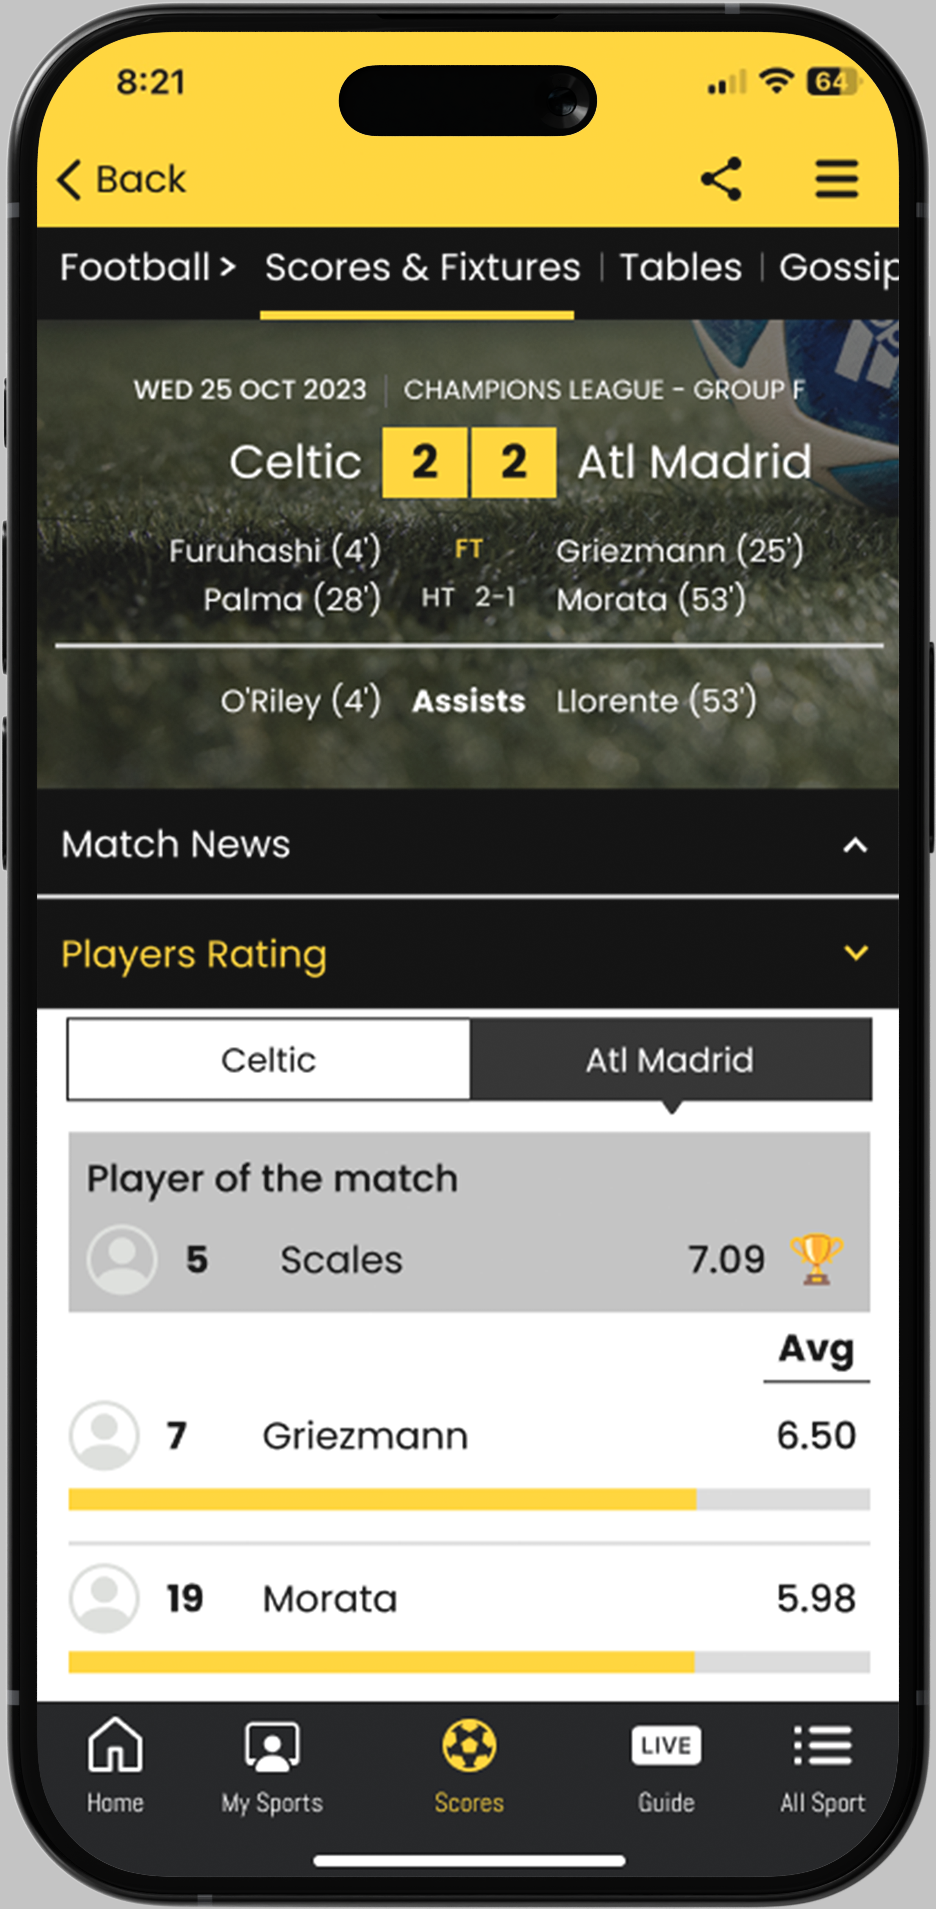 8:21 64
Back
Football > Scores & Fixtures | Tables | Gossip
WED 25 OCT 2023 | CHAMPIONS LEAGUE - GROUP F
Celtic 2 2 Atl Madrid
Furuhashi (4') FT Griezmann (25')
Palma (28') HT 2-1 Morata (53')
O'Riley (4') Assists Llorente (53')
Match News
Players Rating
Celtic Atl Madrid
Player of the match
5 Scales 7.09
Avg
7 Griezmann 6.50
19 Morata 5.98
LIVE
Home My Sports Scores Guide All Sport